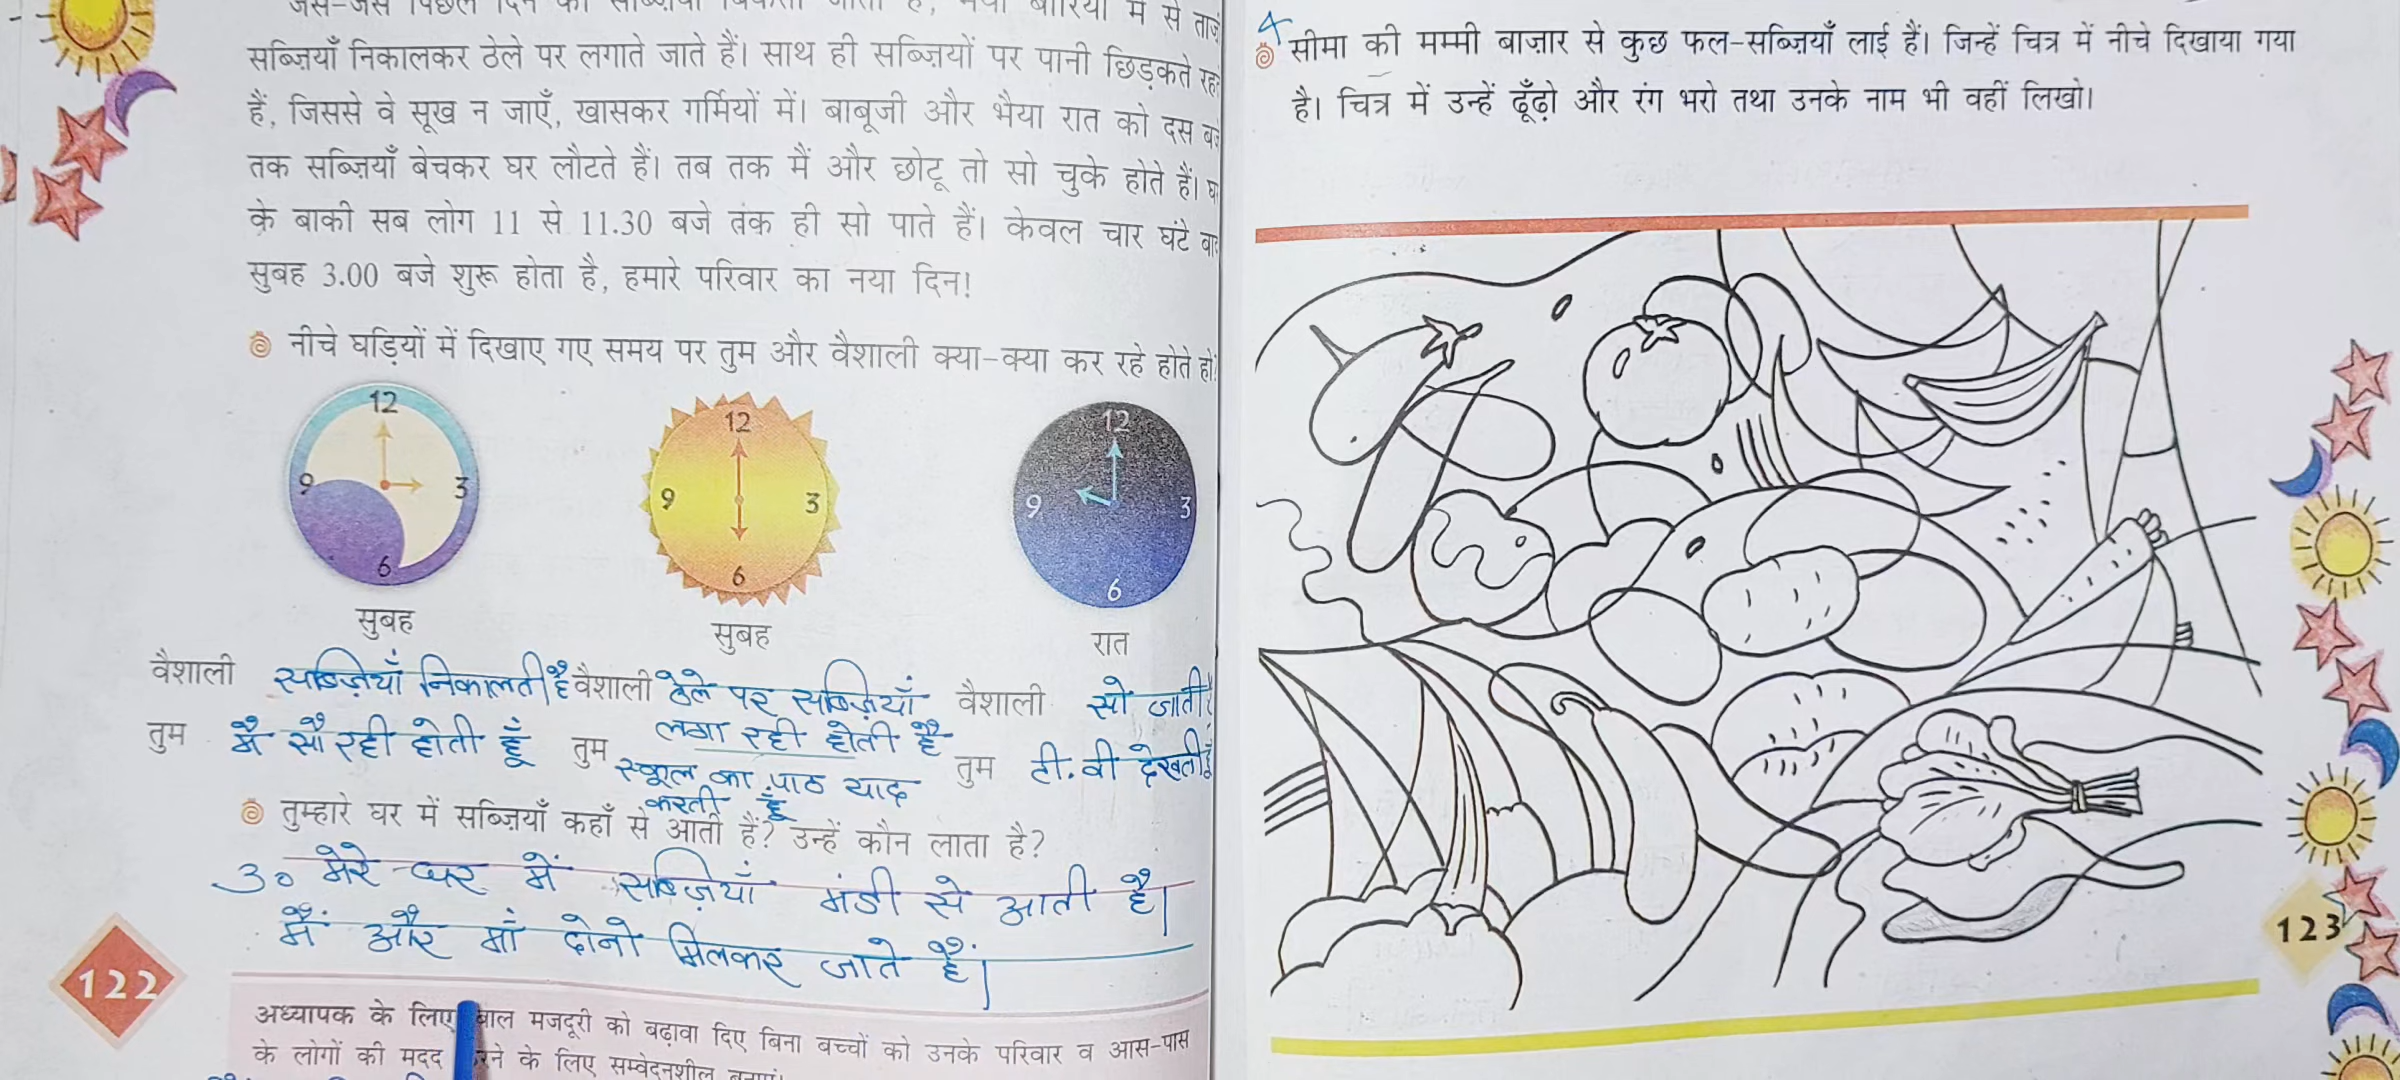 सब्ज़ियाँ निकालकर ठेले पर लगाते जाते हैं। साथ ही सब्ज़ियों पर पानी छिड़कते
हैं, जिससे वे सूख न जाएँ, खासकर गर्मियों में। बाबूजी और भैया रात को दस
तक सब्ज़ियाँ बेचकर घर लौटते हैं। तब तक मैं और छोटू तो सो चुके होते हैं।
के बाकी सब लोग 11 से 11.30 बजे तक ही सो पाते हैं। केवल चार घंटे
सुबह 3.00 बजे शुरू होता है, हमारे परिवार का नया दिन!
नीचे घड़ियों में दिखाए गए समय पर तुम और वैशाली क्या-क्या कर रहे होते हो
12 3 6 9
12 3 6 9
12 3 6 9
सुबह
सुबह
रात
वैशाली सब्ज़ियाँ निकालती है वैशाली ठेले पर सब्ज़ियाँ वैशाली सो जाती
लगा रही होती है
तुम मैं सो रही होती हूँ तुम स्कूल का पाठ याद तुम टी.वी देखती हूँ
करती हूँ
तुम्हारे घर में सब्ज़ियाँ कहाँ से आती हैं? उन्हें कौन लाता है?
उ० मेरे घर में सब्ज़ियाँ मंडी से आती है।
मैं और माँ दोनो मिलकर जाते हैं।
122
अध्यापक के लिए बाल मजदूरी को बढ़ावा दिए बिना बच्चों को उनके परिवार व आस-पास
के लोगों की मदद के लिए सम्वेदनशील
4
सीमा की मम्मी बाज़ार से कुछ फल-सब्ज़ियाँ लाई हैं। जिन्हें चित्र में नीचे दिखाया गया
है। चित्र में उन्हें ढूँढ़ो और रंग भरो तथा उनके नाम भी वहीं लिखो।
123